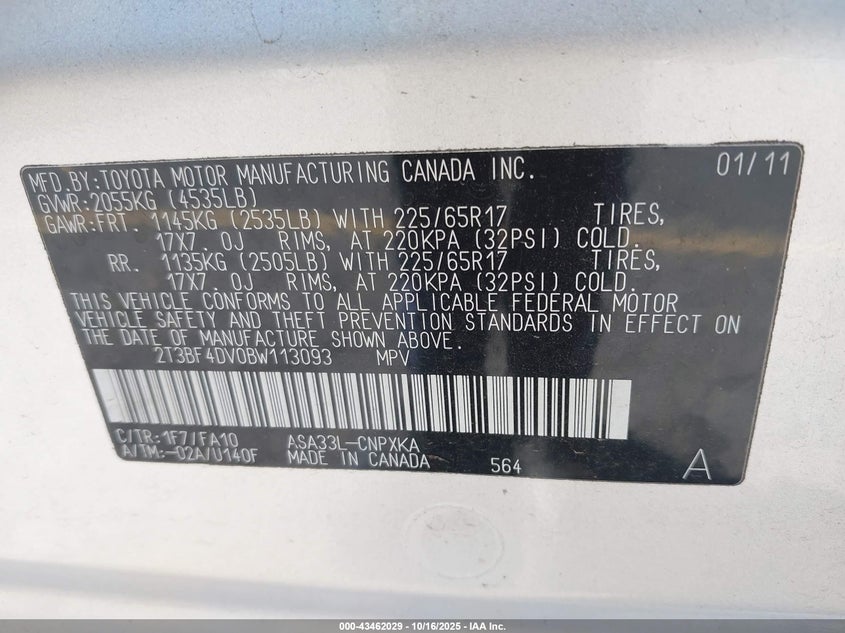 MFD.BY:TOYOTA MOTOR MANUFACTURING CANADA INC. 01/11
GVWR:2055KG (4535LB)
GAWR:FRT. 1145KG (2535LB) WITH 225/65R17 TIRES,
17X7.0J RIMS, AT 220KPA (32PSI) COLD.
RR. 1135KG (2505LB) WITH 225/65R17 TIRES,
17X7.0J RIMS, AT 220KPA (32PSI) COLD.
THIS VEHICLE CONFORMS TO ALL APPLICABLE FEDERAL MOTOR
VEHICLE SAFETY AND THEFT PREVENTION STANDARDS IN EFFECT ON
THE DATE OF MANUFACTURE SHOWN ABOVE.
2T3BF4DV0BW113093 MPV
C/TR:1F7/FA10 ASA33L-CNPXKA
A/TM:-02A/U140F MADE IN CANADA 564 A
000-43462029 - 10/16/2025 - IAA Inc.